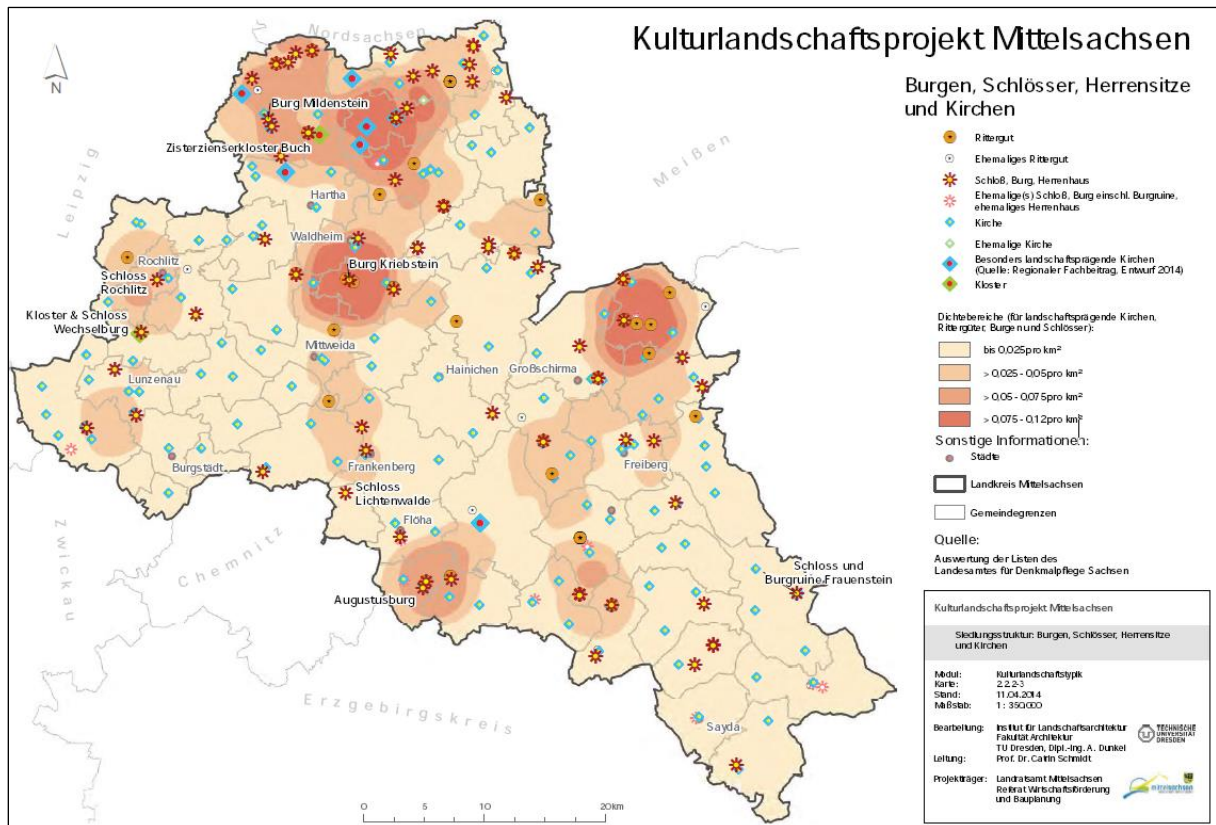 Kulturlandschaftsprojekt Mittelsachsen
Burgen, Schlösser, Herrensitze
und Kirchen
Rittergut
Ehemaliges Rittergut
Schloß, Burg, Herrenhaus
Ehemalige(s) Schloß, Burg einschl. Burgruine,
ehemaliges Herrenhaus
Kirche
Ehemalige Kirche
Besonders landschaftsprägende Kirchen
(Quelle: Regionaler Fachbeitrag, Entwurf 2014)
Kloster
Dichtebereiche (für landschaftsprägende Kirchen,
Rittergüter, Burgen und Schlösser):
bis 0,025 pro km²
> 0,025 - 0,05 pro km²
> 0,05 - 0,075 pro km²
> 0,075 - 0,12 pro km²
Sonstige Informationen:
Städte
Landkreis Mittelsachsen
Gemeindegrenzen
Quelle:
Auswertung der Listen des
Landesamtes für Denkmalpflege Sachsen
Kulturlandschaftsprojekt Mittelsachsen
Siedlungsstruktur: Burgen, Schlösser, Herrensitze
und Kirchen
Modul: Kulturlandschaftstypik
Karte: 2.2.2-3
Stand: 11.04.2014
Maßstab: 1 : 350.000
Bearbeitung: Institut für Landschaftsarchitektur
Fakultät Architektur
TU Dresden, Dipl.-Ing. A. Dunkel
Leitung: Prof. Dr. Catrin Schmidt
TECHNISCHE
UNIVERSITÄT
DRESDEN
Projektträger: Landratsamt Mittelsachsen
Referat Wirtschaftsförderung
und Bauplanung
mittelsachsen
N
Nordsachsen
Leipzig
Meißen
Zwickau
Chemnitz
Erzgebirgskreis
Burg Mildenstein
Zisterzienserkloster Buch
Hartha
Waldheim
Rochlitz
Schloss
Rochlitz
Burg Kriebstein
Kloster & Schloss
Wechselburg
Mittweida
Lunzenau
Hainichen
Großschirma
Burgstädt
Frankenberg
Freiberg
Schloss
Lichtenwalde
Flöha
Augustusburg
Schloss und
Burgruine Frauenstein
Sayda
0 5 10 20 km